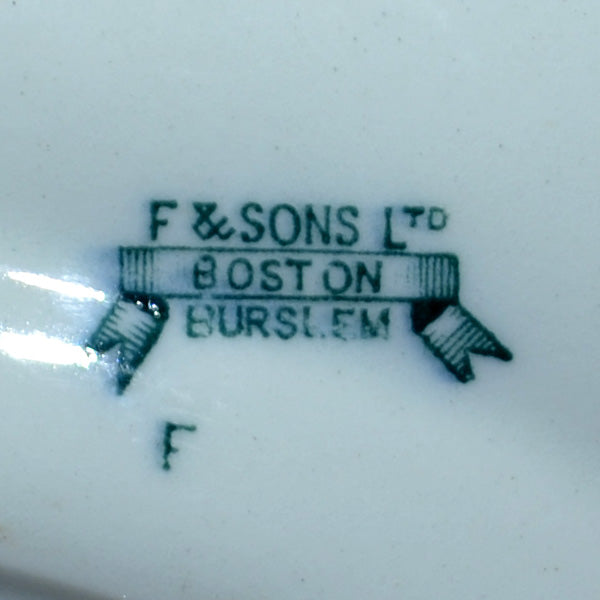 F & SONS LTD
BOSTON
BURSLEM
F